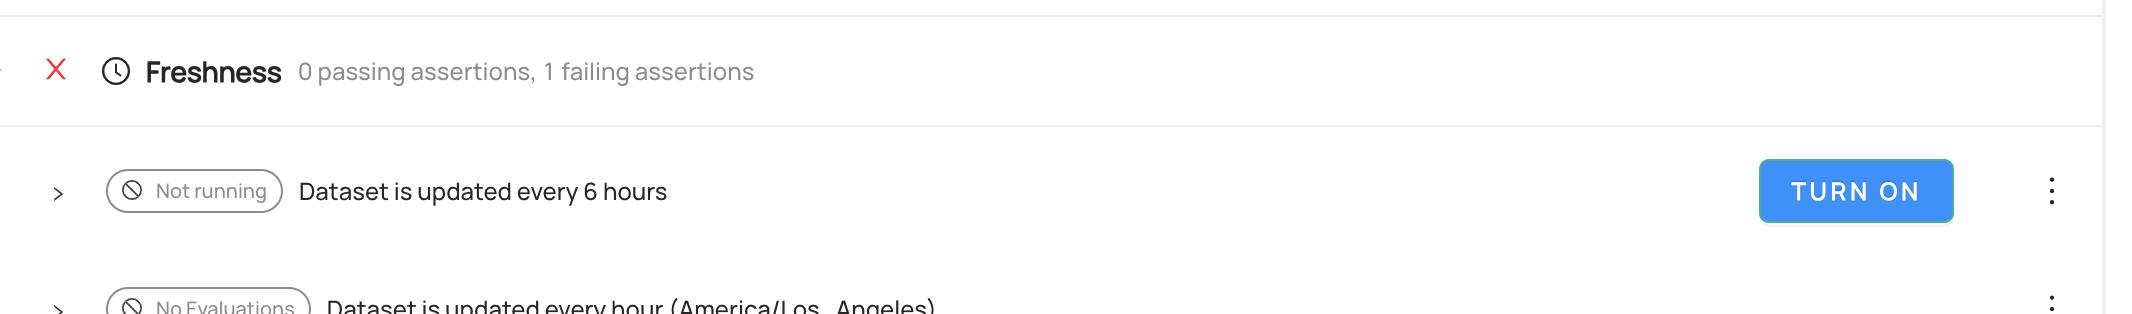 Freshness 0 passing assertions, 1 failing assertions
Not running Dataset is updated every 6 hours TURN ON
No Evaluations Dataset is updated every hour (America/Los_Angeles)